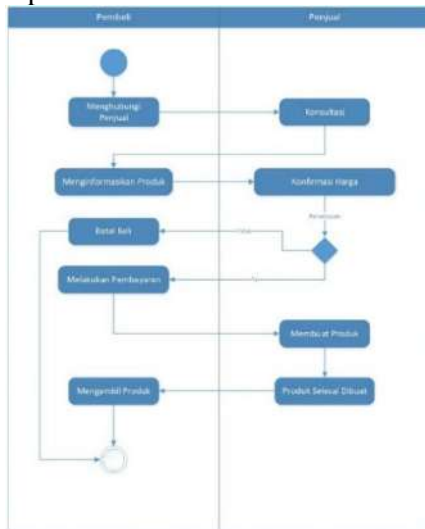 Pembeli
Penjual
Menghubungi
Penjual
Konsultasi
Menginformasikan Produk
Konfirmasi Harga
Batal Beli
Melakukan Pembayaran
Membuat Produk
Mengambil Produk
Produk Selesai Dibuat